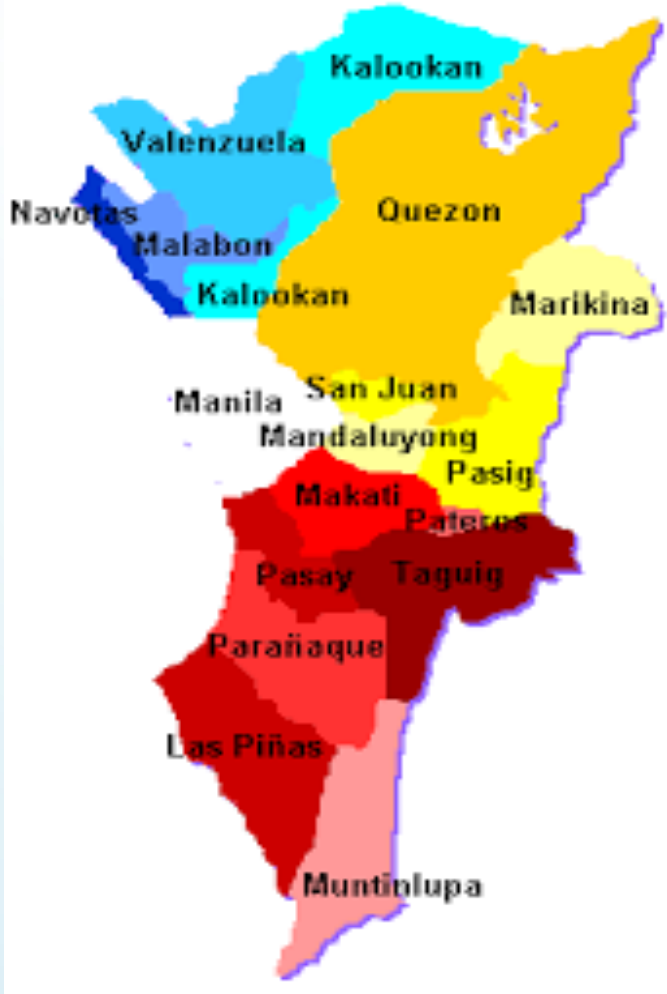 Kalookan
Valenzuela
Navotas
Quezon
Malabon
Kalookan
Marikina
San Juan
Manila
Mandaluyong
Pasig
Makati
Pateros
Pasay
Taguig
Parañaque
Las Piñas
Muntinlupa